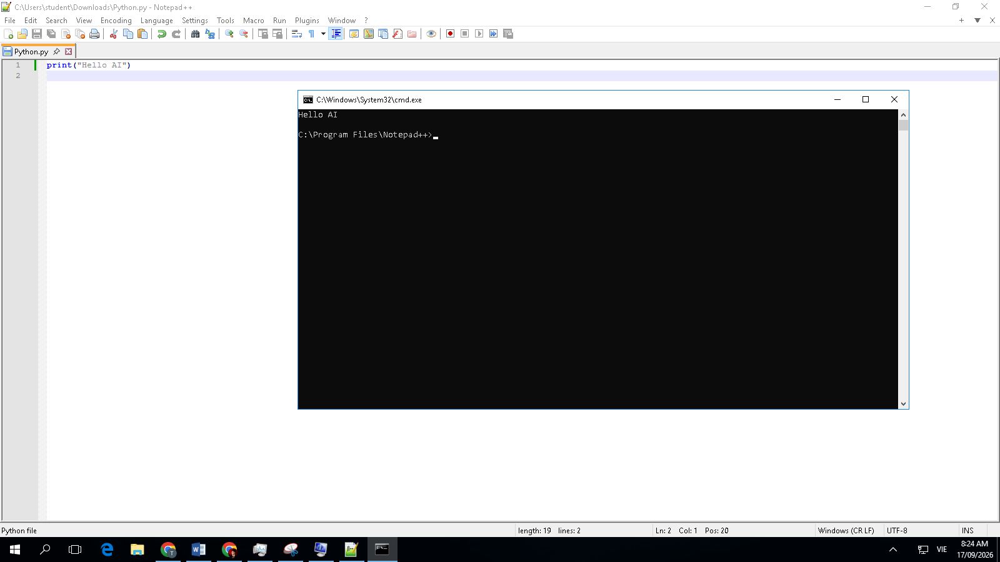 C:\Users\student\Downloads\Python.py - Notepad++
File Edit Search View Encoding Language Settings Tools Macro Run Plugins Window ?
Python.py
1 print("Hello AI")
2
C:\Windows\System32\cmd.exe
Hello AI
C:\Program Files\Notepad++>
Python file length: 19 lines: 2 Ln: 2 Col: 1 Pos: 20 Windows (CR LF) UTF-8 INS
VIE
8:24 AM
17/09/2026